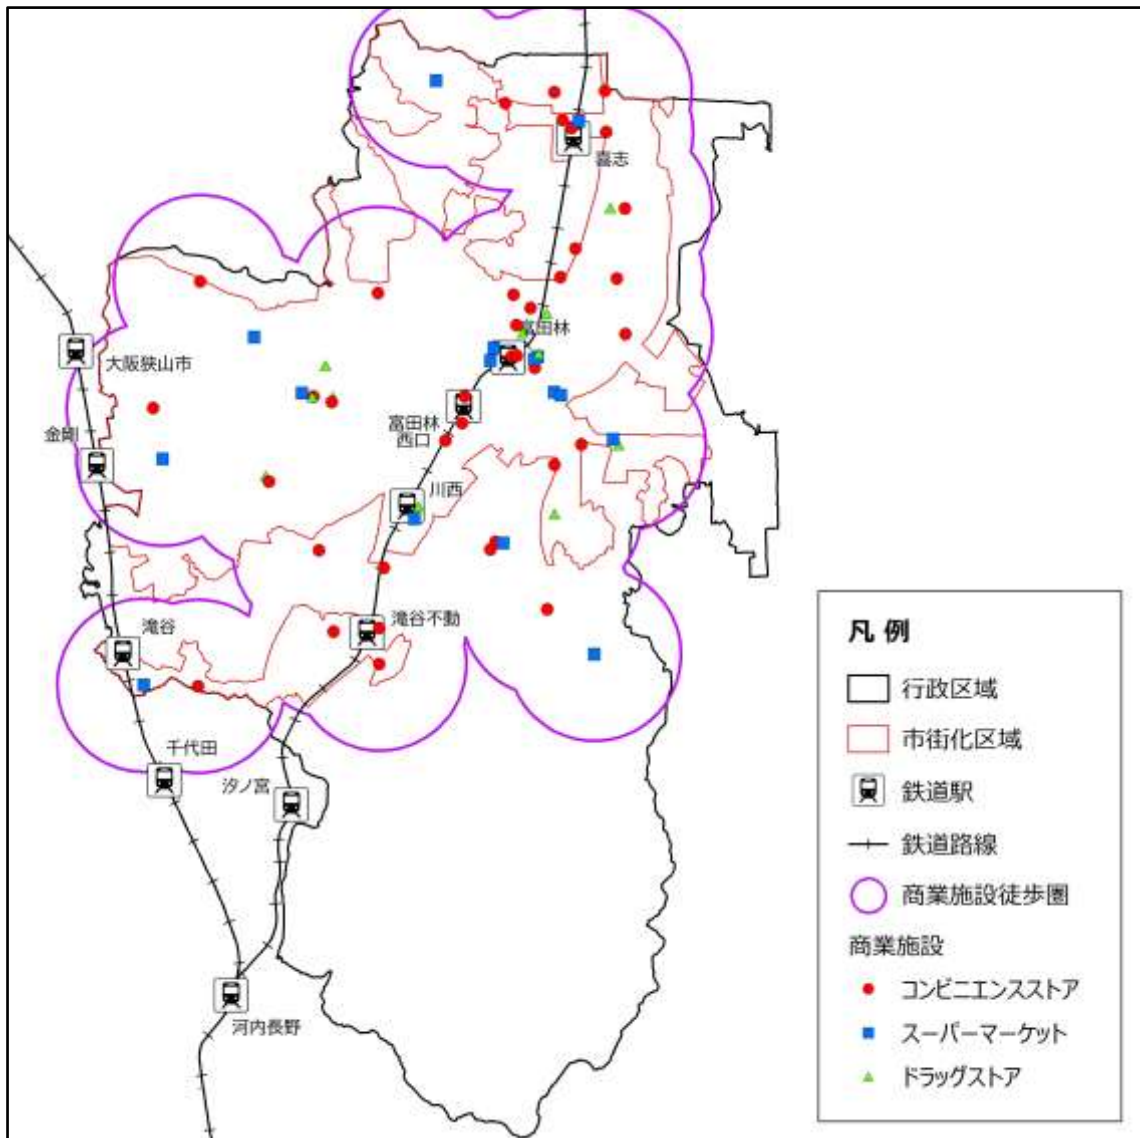 喜志
富田林
大阪狭山市
富田林
西口
金剛
川西
滝谷不動
滝谷
千代田
汐ノ宮
河内長野
凡 例
行政区域
市街化区域
鉄道駅
鉄道路線
商業施設徒歩圏
商業施設
コンビニエンスストア
スーパーマーケット
ドラッグストア